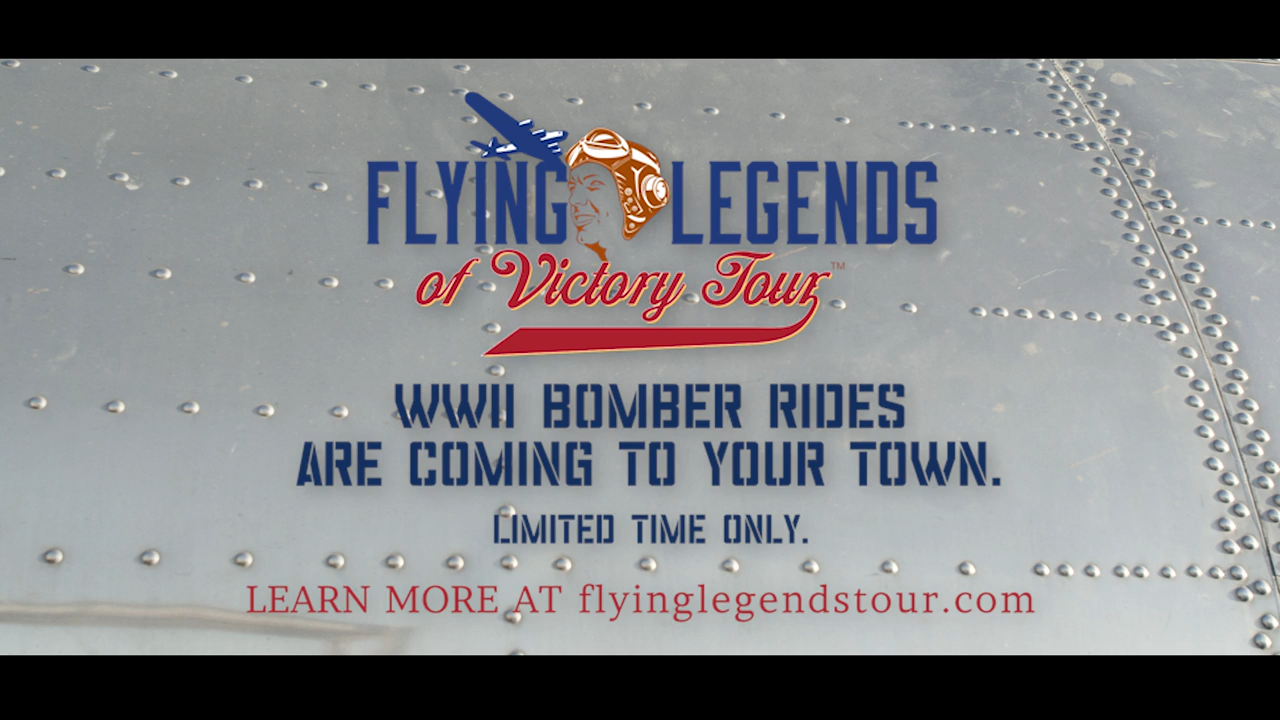 FLYING LEGENDS
of Victory Tour™
WWII BOMBER RIDES
ARE COMING TO YOUR TOWN.
LIMITED TIME ONLY.
LEARN MORE AT flyinglegendstour.com